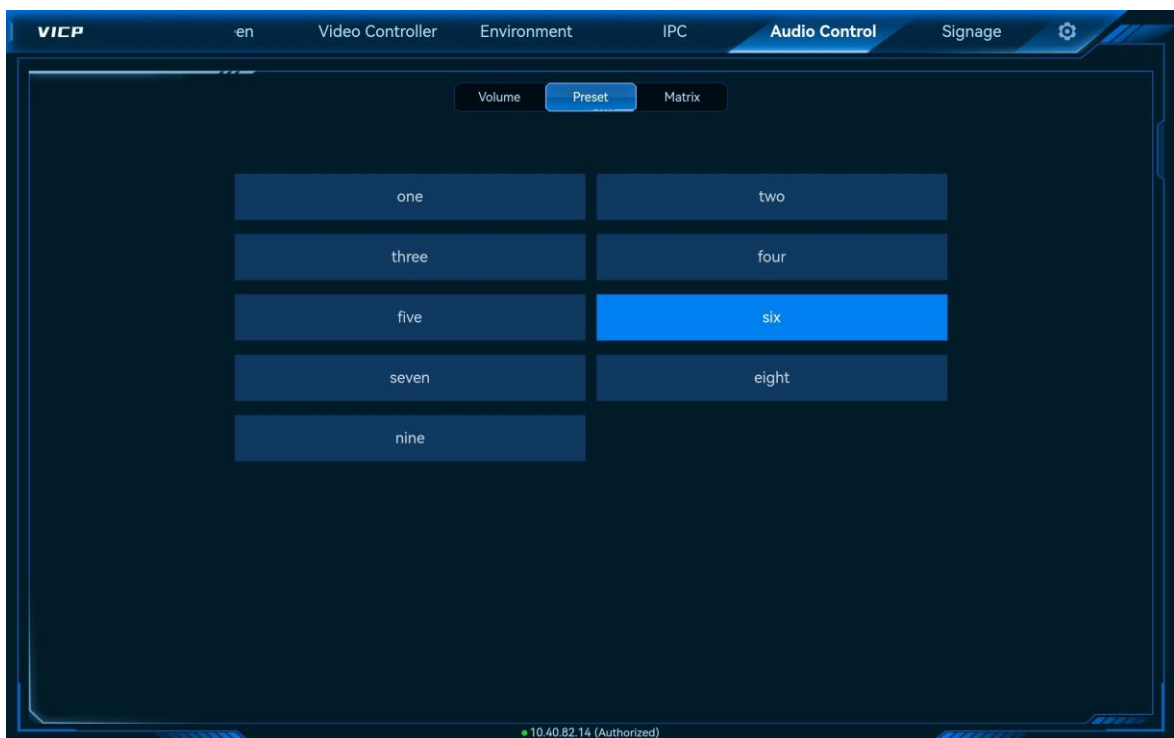 VICP en Video Controller Environment IPC Audio Control Signage
Volume Preset Matrix
one two
three four
five six
seven eight
nine
10.40.82.14 (Authorized)